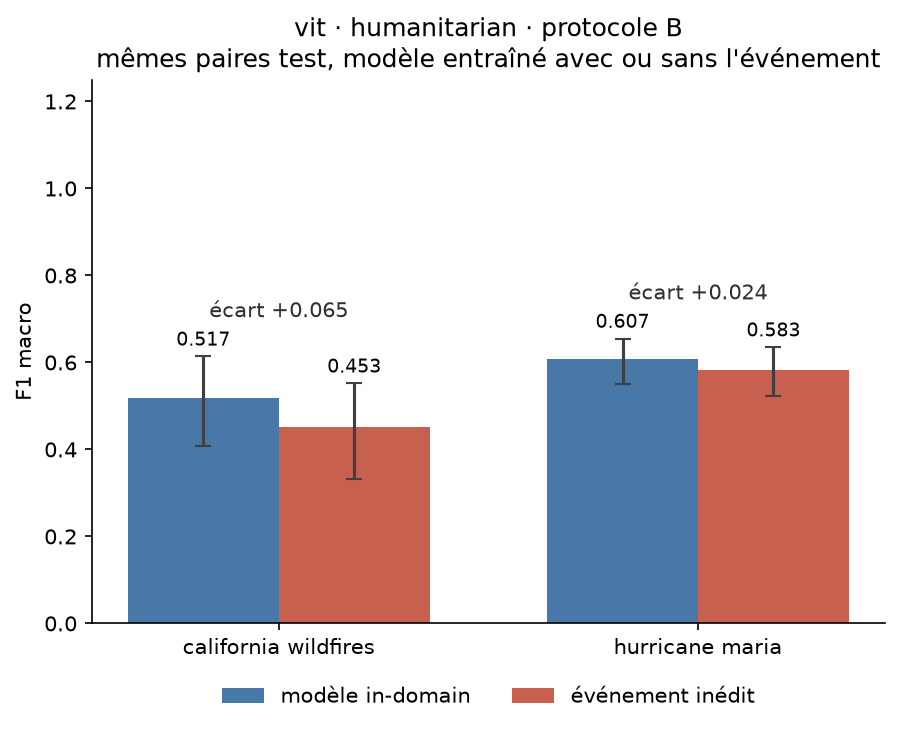 vit · humanitarian · protocole B
mêmes paires test, modèle entraîné avec ou sans l'événement
F1 macro
1.2
1.0
0.8
0.6
0.4
0.2
0.0
écart +0.065
0.517
0.453
écart +0.024
0.607
0.583
california wildfires
hurricane maria
modèle in-domain
événement inédit